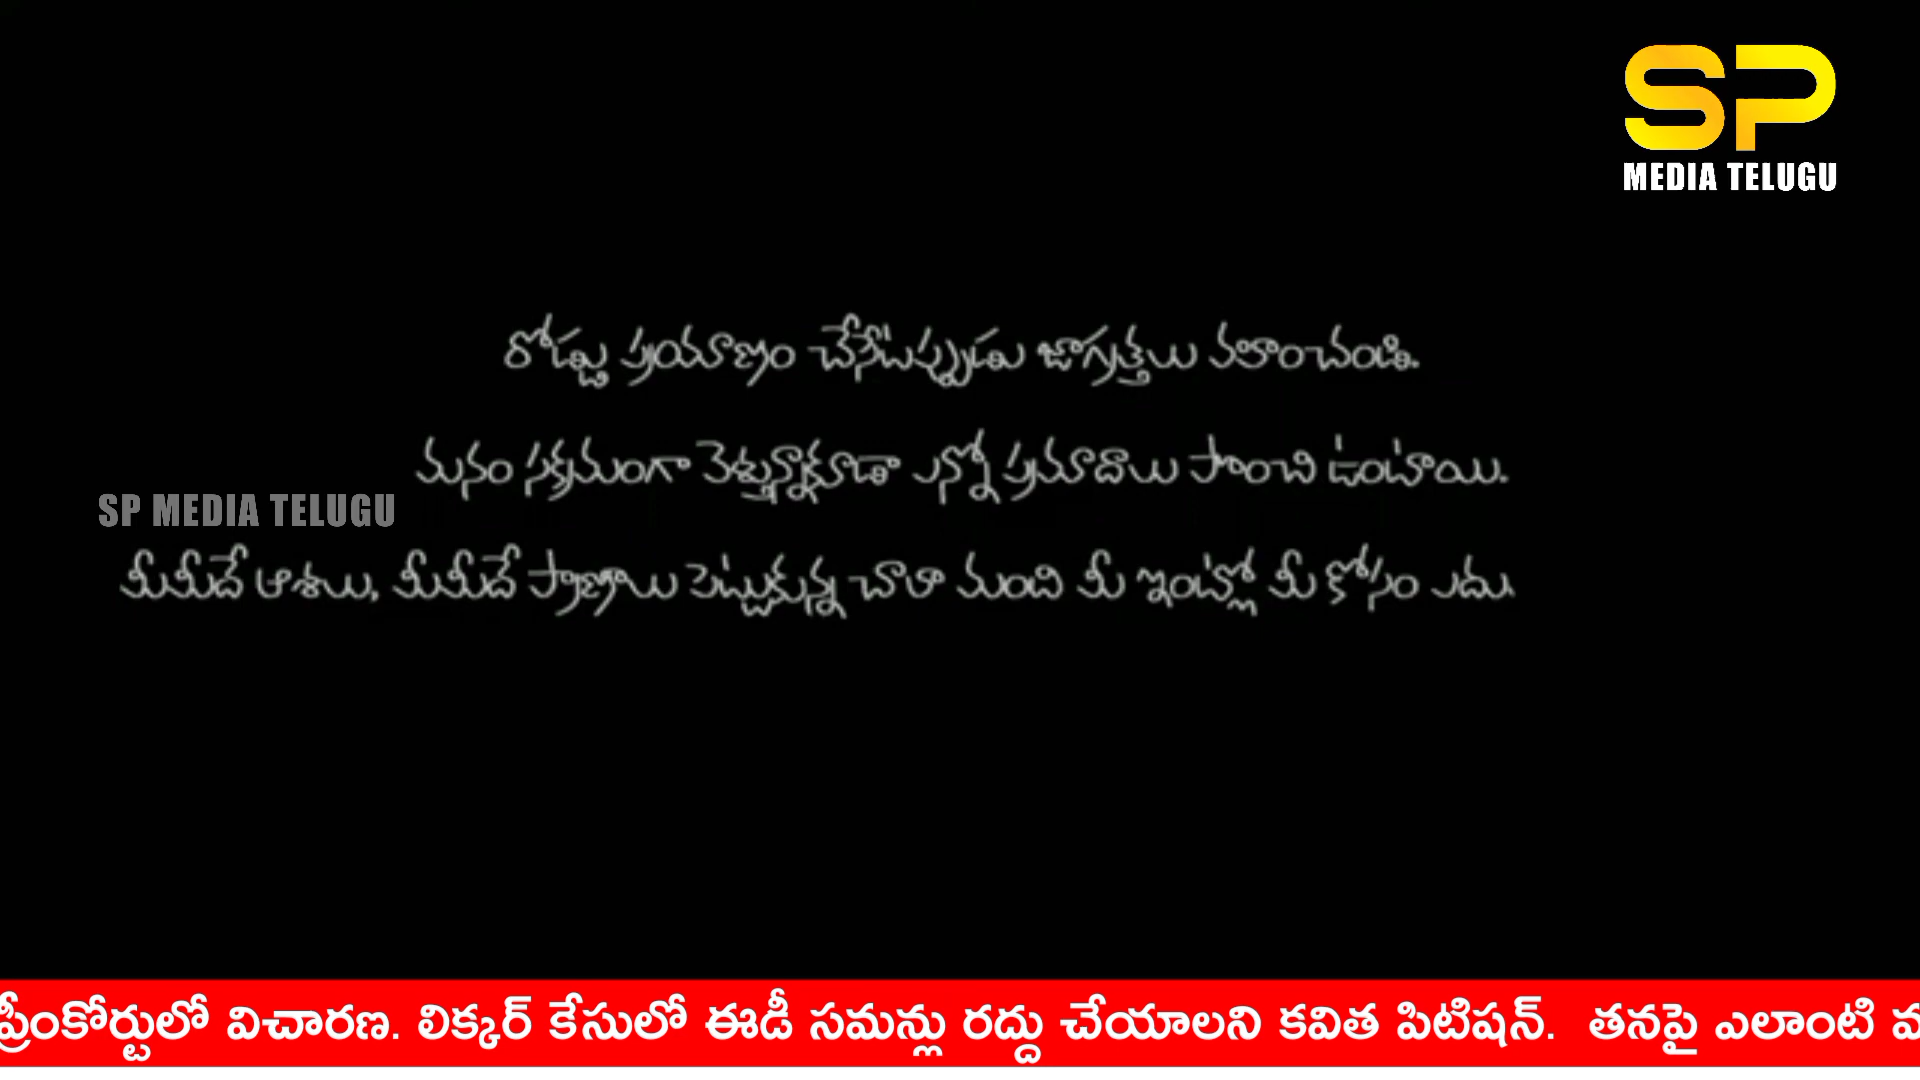 SP
MEDIA TELUGU
రోడ్డు ప్రయాణం చేసేటప్పుడు జాగ్రత్తలు వహించండి.
మనం సక్రమంగా వెళ్తున్నాకూడా ఎన్నో ప్రమాదాలు పొంచి ఉంటాయి.
SP MEDIA TELUGU
మీమీదే ఆశలు, మీమీదే ప్రాణాలు పెట్టుకున్న చాలా మంది మీ ఇంట్లో మీ కోసం ఎదు
ప్రీంకోర్టులో విచారణ. లిక్కర్ కేసులో ఈడీ సమన్లు రద్దు చేయాలని కవిత పిటిషన్. తనపై ఎలాంటి